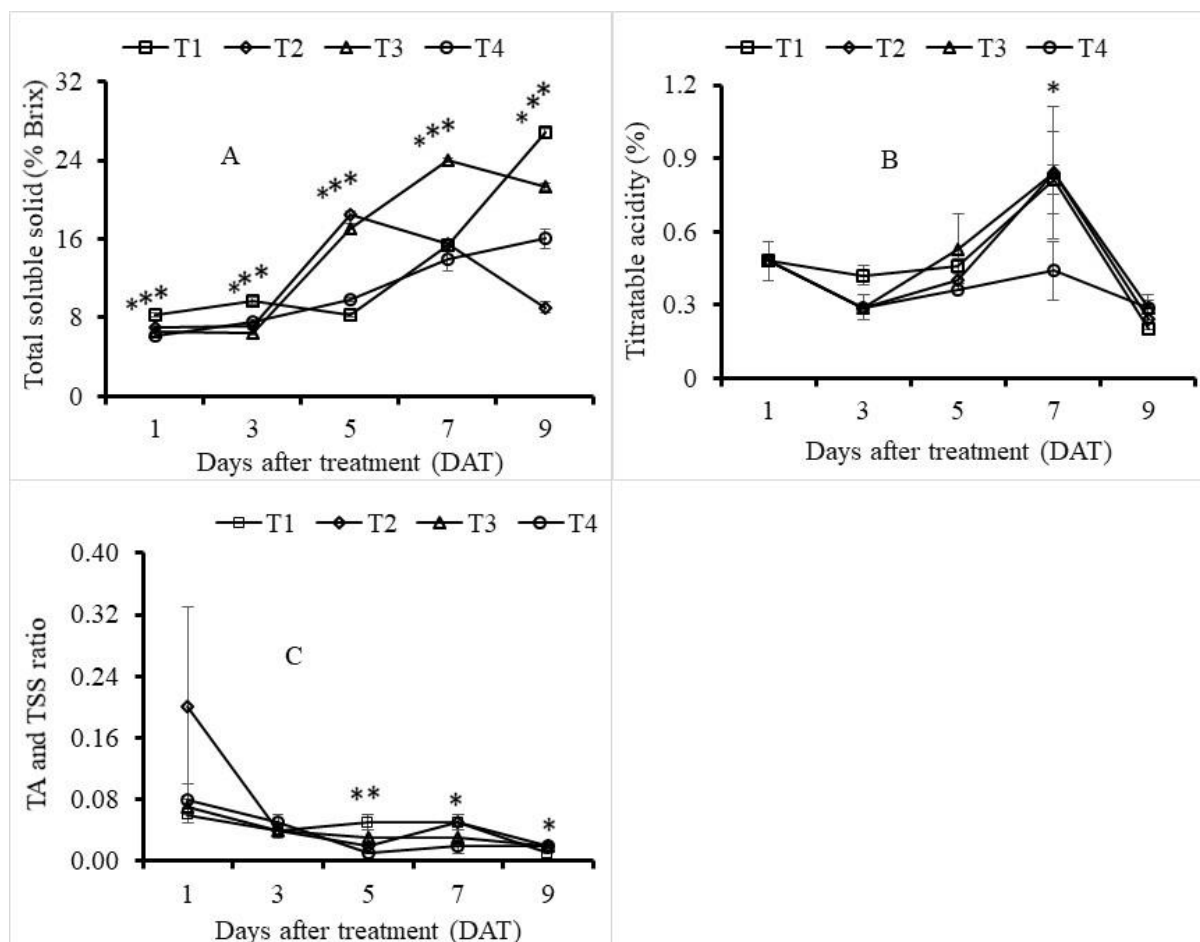 T1 T2 T3 T4
Total soluble solid (% Brix)
32
24
16
8
0
A
***
***
***
***
***
1 3 5 7 9
Days after treatment (DAT)
T1 T2 T3 T4
Titratable acidity (%)
1.2
0.9
0.6
0.3
0
B
*
1 3 5 7 9
Days after treatment (DAT)
T1 T2 T3 T4
TA and TSS ratio
0.40
0.32
0.24
0.16
0.08
0.00
C
**
*
*
1 3 5 7 9
Days after treatment (DAT)